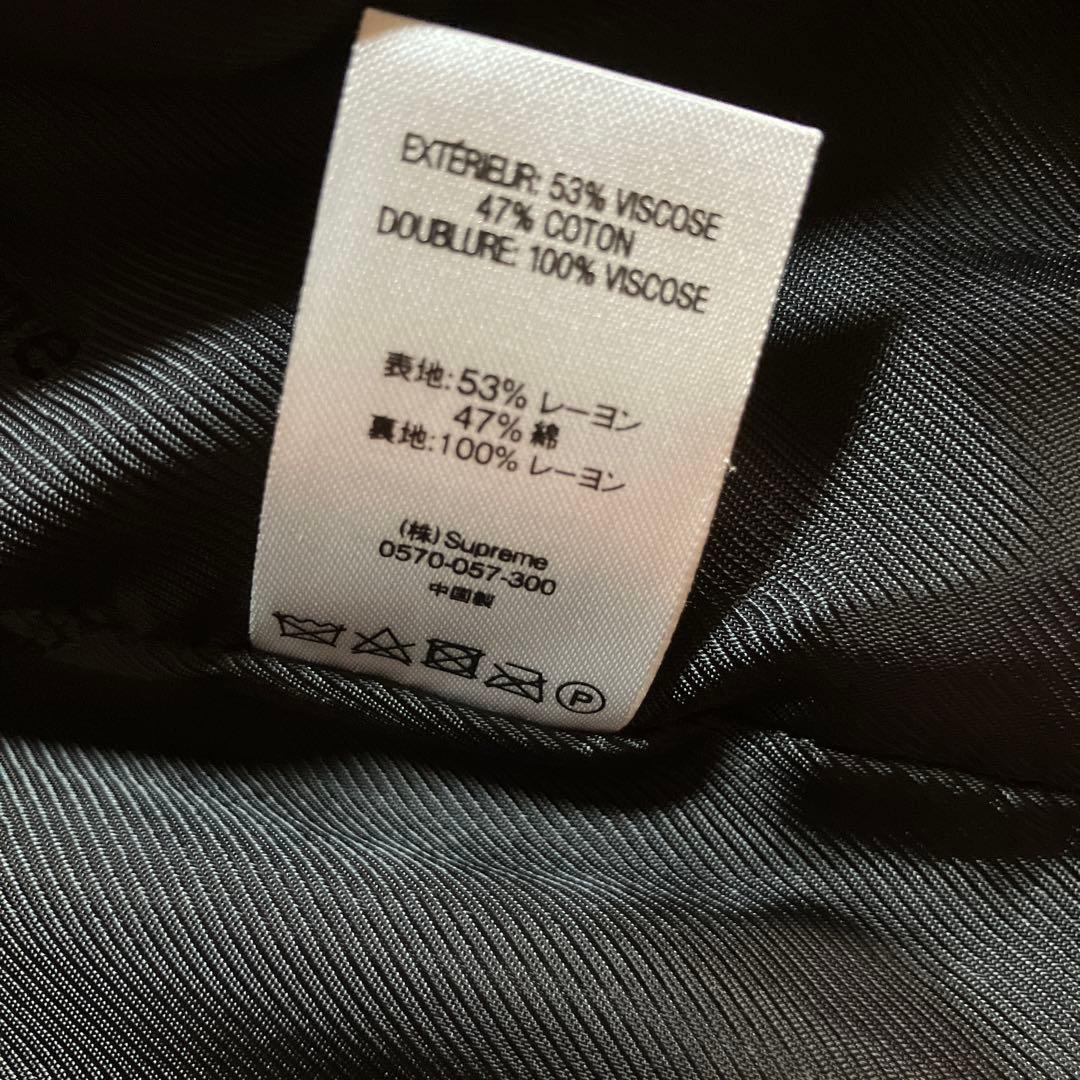 EXTÉRIEUR: 53% VISCOSE
47% COTON
DOUBLURE: 100% VISCOSE
表地: 53% レーヨン
47% 綿
裏地: 100% レーヨン
(株) Supreme
0570-057-300
中国製
P